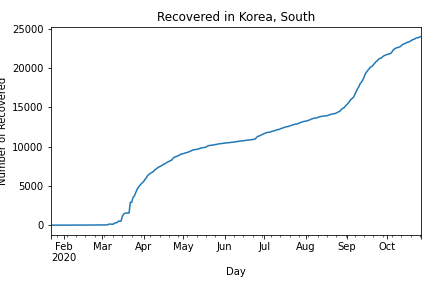 Recovered in Korea, South
25000
20000
15000
10000
5000
0
Number of Recovered
Feb Mar Apr May Jun Jul Aug Sep Oct
2020
Day